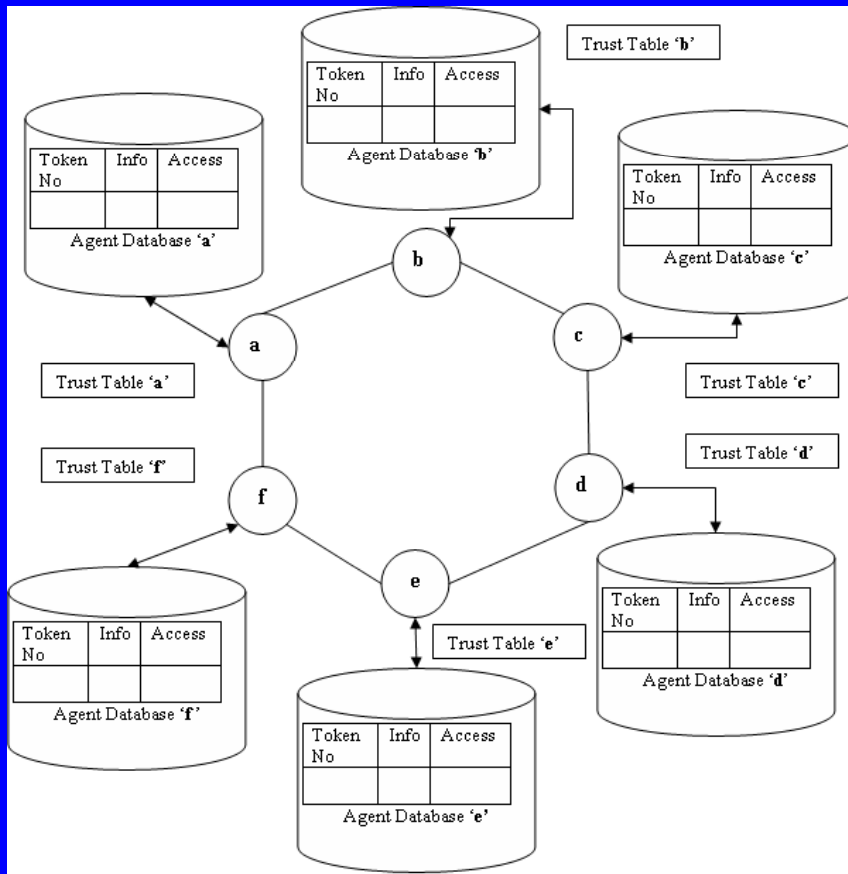 Trust Table ‘b’
Token No Info Access
Agent Database ‘b’
Token No Info Access
Agent Database ‘a’
Token No Info Access
Agent Database ‘c’
b
a
c
Trust Table ‘a’
Trust Table ‘c’
Trust Table ‘f’
Trust Table ‘d’
f
d
e
Trust Table ‘e’
Token No Info Access
Agent Database ‘f’
Token No Info Access
Agent Database ‘d’
Token No Info Access
Agent Database ‘e’